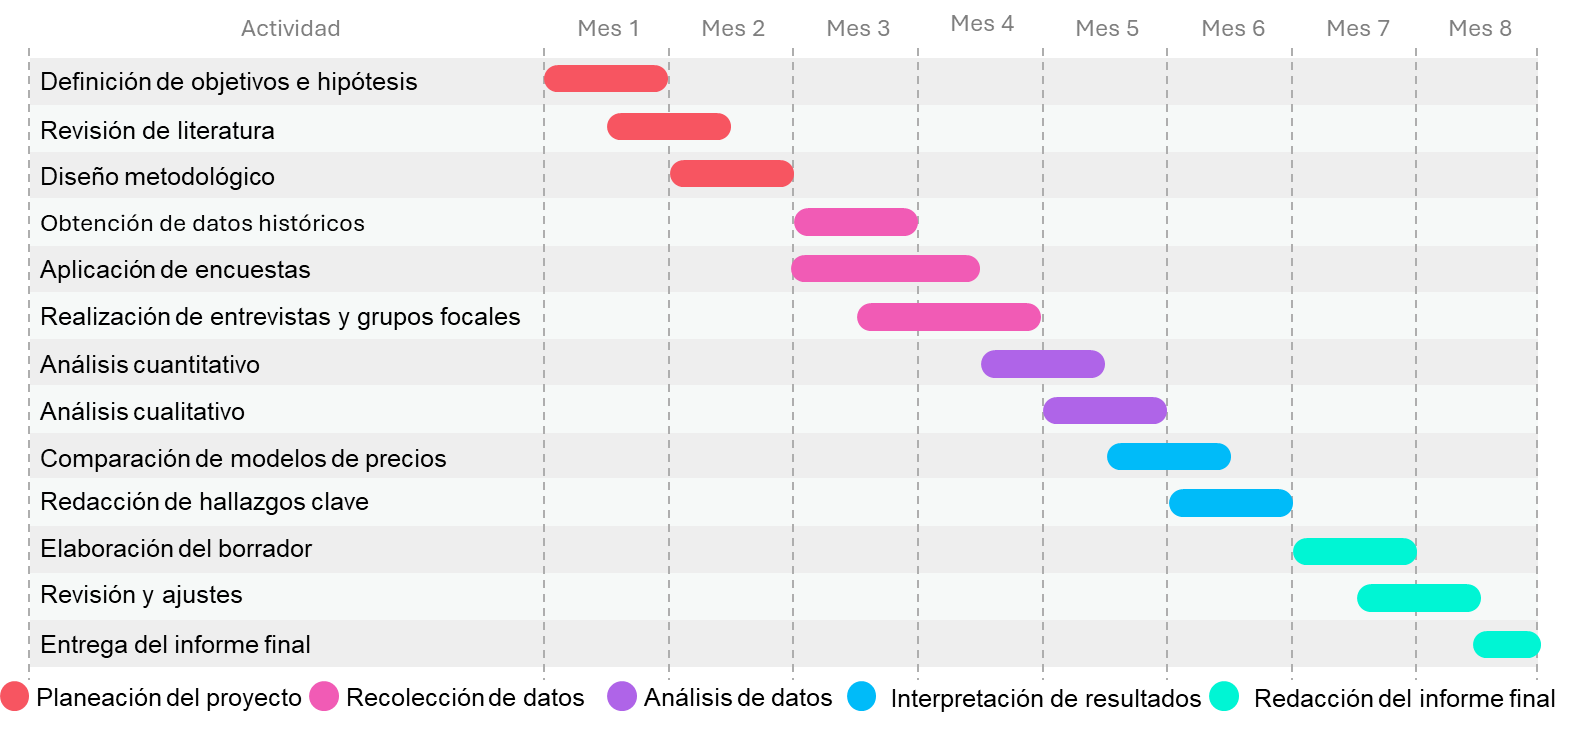 Actividad Mes 1 Mes 2 Mes 3 Mes 4 Mes 5 Mes 6 Mes 7 Mes 8
Definición de objetivos e hipótesis
Revisión de literatura
Diseño metodológico
Obtención de datos históricos
Aplicación de encuestas
Realización de entrevistas y grupos focales
Análisis cuantitativo
Análisis cualitativo
Comparación de modelos de precios
Redacción de hallazgos clave
Elaboración del borrador
Revisión y ajustes
Entrega del informe final
Planeación del proyecto Recolección de datos Análisis de datos Interpretación de resultados Redacción del informe final